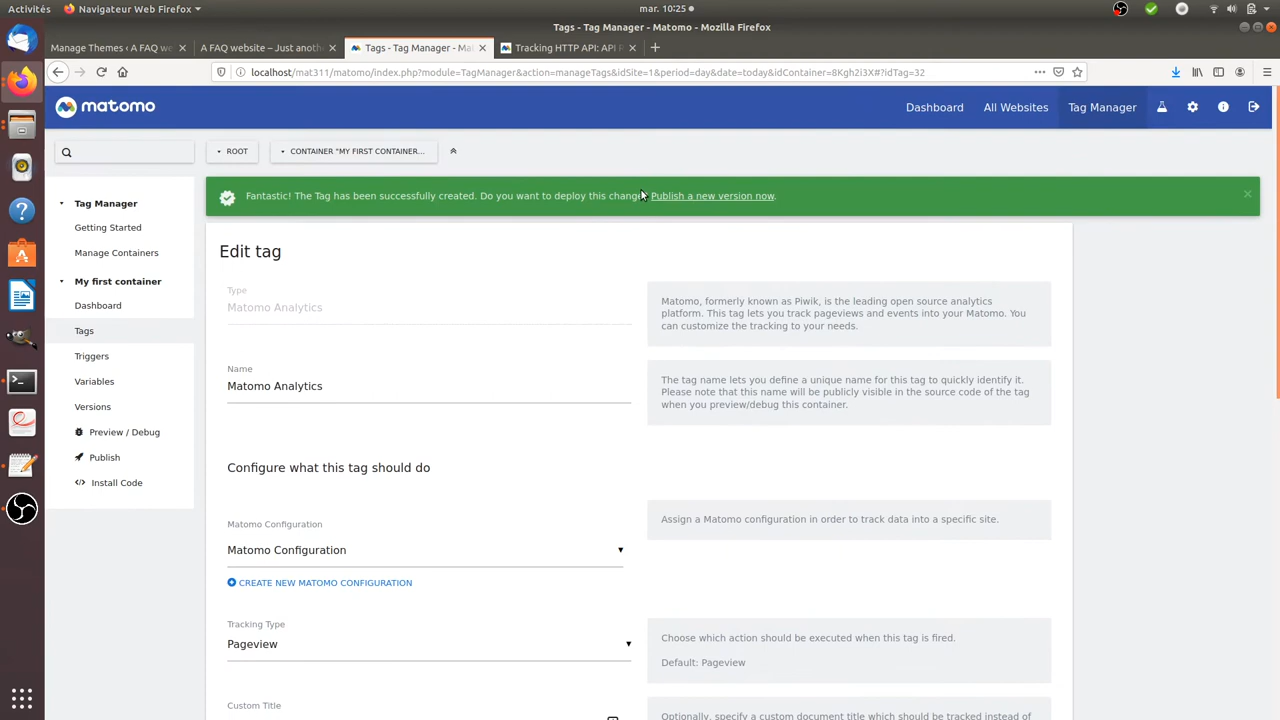 Activités
Navigateur Web Firefox
mar. 10:25
Tags - Tag Manager - Matomo - Mozilla Firefox
Manage Themes ‹ A FAQ we
A FAQ website – Just anoth
Tags - Tag Manager - Ma
Tracking HTTP API: API R
localhost/mat311/matomo/index.php?module=TagManager&action=manageTags&idSite=1&period=day&date=today&idContainer=8Kgh2i3X#?idTag=32
matomo
Dashboard
All Websites
Tag Manager
ROOT
CONTAINER "MY FIRST CONTAINER...
Fantastic! The Tag has been successfully created. Do you want to deploy this change Publish a new version now.
Tag Manager
Getting Started
Manage Containers
My first container
Dashboard
Tags
Triggers
Variables
Versions
Preview / Debug
Publish
Install Code
Edit tag
Type
Matomo Analytics
Matomo, formerly known as Piwik, is the leading open source analytics
platform. This tag lets you track pageviews and events into your Matomo. You
can customize the tracking to your needs.
Name
Matomo Analytics
The tag name lets you define a unique name for this tag to quickly identify it.
Please note that this name will be publicly visible in the source code of the tag
when you preview/debug this container.
Configure what this tag should do
Matomo Configuration
Matomo Configuration
CREATE NEW MATOMO CONFIGURATION
Assign a Matomo configuration in order to track data into a specific site.
Tracking Type
Pageview
Choose which action should be executed when this tag is fired.
Default: Pageview
Custom Title
Optionally, specify a custom document title which should be tracked instead of